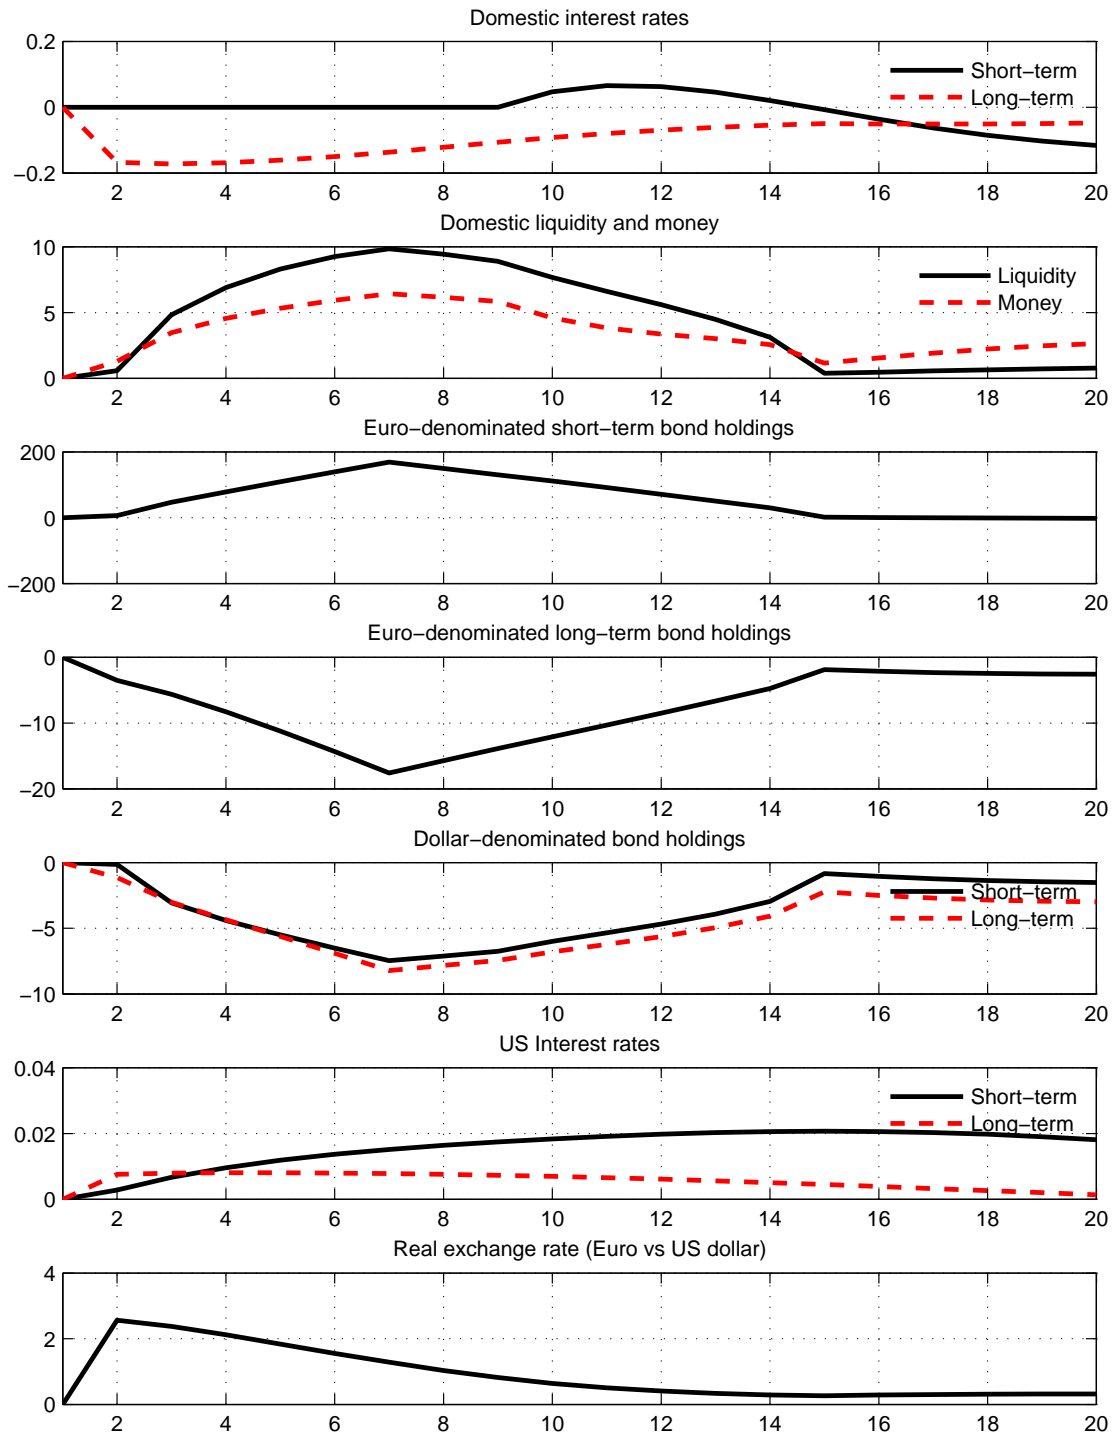 Domestic interest rates
0.2
0
−0.2
Short−term
Long−term
2 4 6 8 10 12 14 16 18 20
Domestic liquidity and money
10
5
0
Liquidity
Money
2 4 6 8 10 12 14 16 18 20
Euro−denominated short−term bond holdings
200
0
−200
2 4 6 8 10 12 14 16 18 20
Euro−denominated long−term bond holdings
0
−10
−20
2 4 6 8 10 12 14 16 18 20
Dollar−denominated bond holdings
0
−5
−10
Short−term
Long−term
2 4 6 8 10 12 14 16 18 20
US Interest rates
0.04
0.02
0
Short−term
Long−term
2 4 6 8 10 12 14 16 18 20
Real exchange rate (Euro vs US dollar)
4
2
0
2 4 6 8 10 12 14 16 18 20